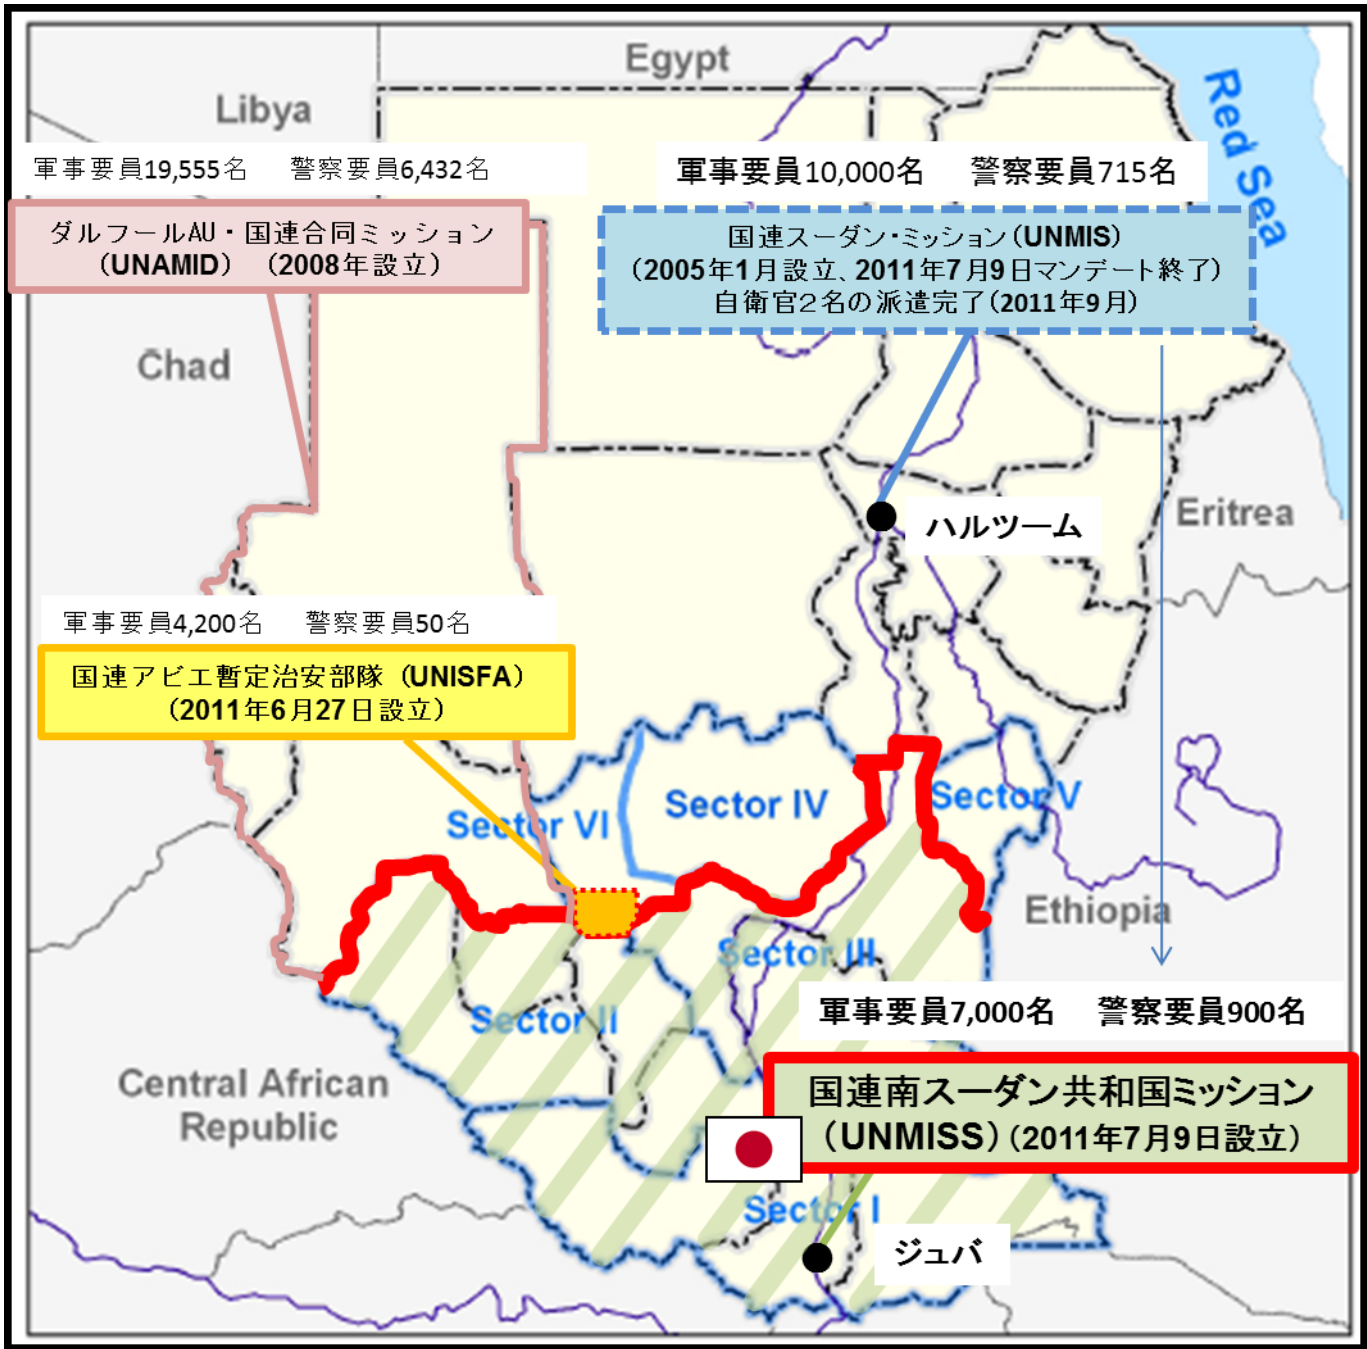 Egypt
Libya
Red Sea
軍事要員19,555名 警察要員6,432名
軍事要員10,000名 警察要員715名
ダルフールAU・国連合同ミッション
（UNAMID）（2008年設立）
国連スーダン・ミッション（UNMIS）
（2005年1月設立、2011年7月9日マンデート終了）
自衛官２名の派遣完了（2011年9月）
Chad
ハルツーム
Eritrea
軍事要員4,200名 警察要員50名
国連アビエ暫定治安部隊（UNISFA）
（2011年6月27日設立）
Sector VI
Sector IV
Sector V
Ethiopia
Sector III
Sector II
軍事要員7,000名 警察要員900名
国連南スーダン共和国ミッション
（UNMISS）（2011年7月9日設立）
Central African
Republic
Sector I
ジュバ